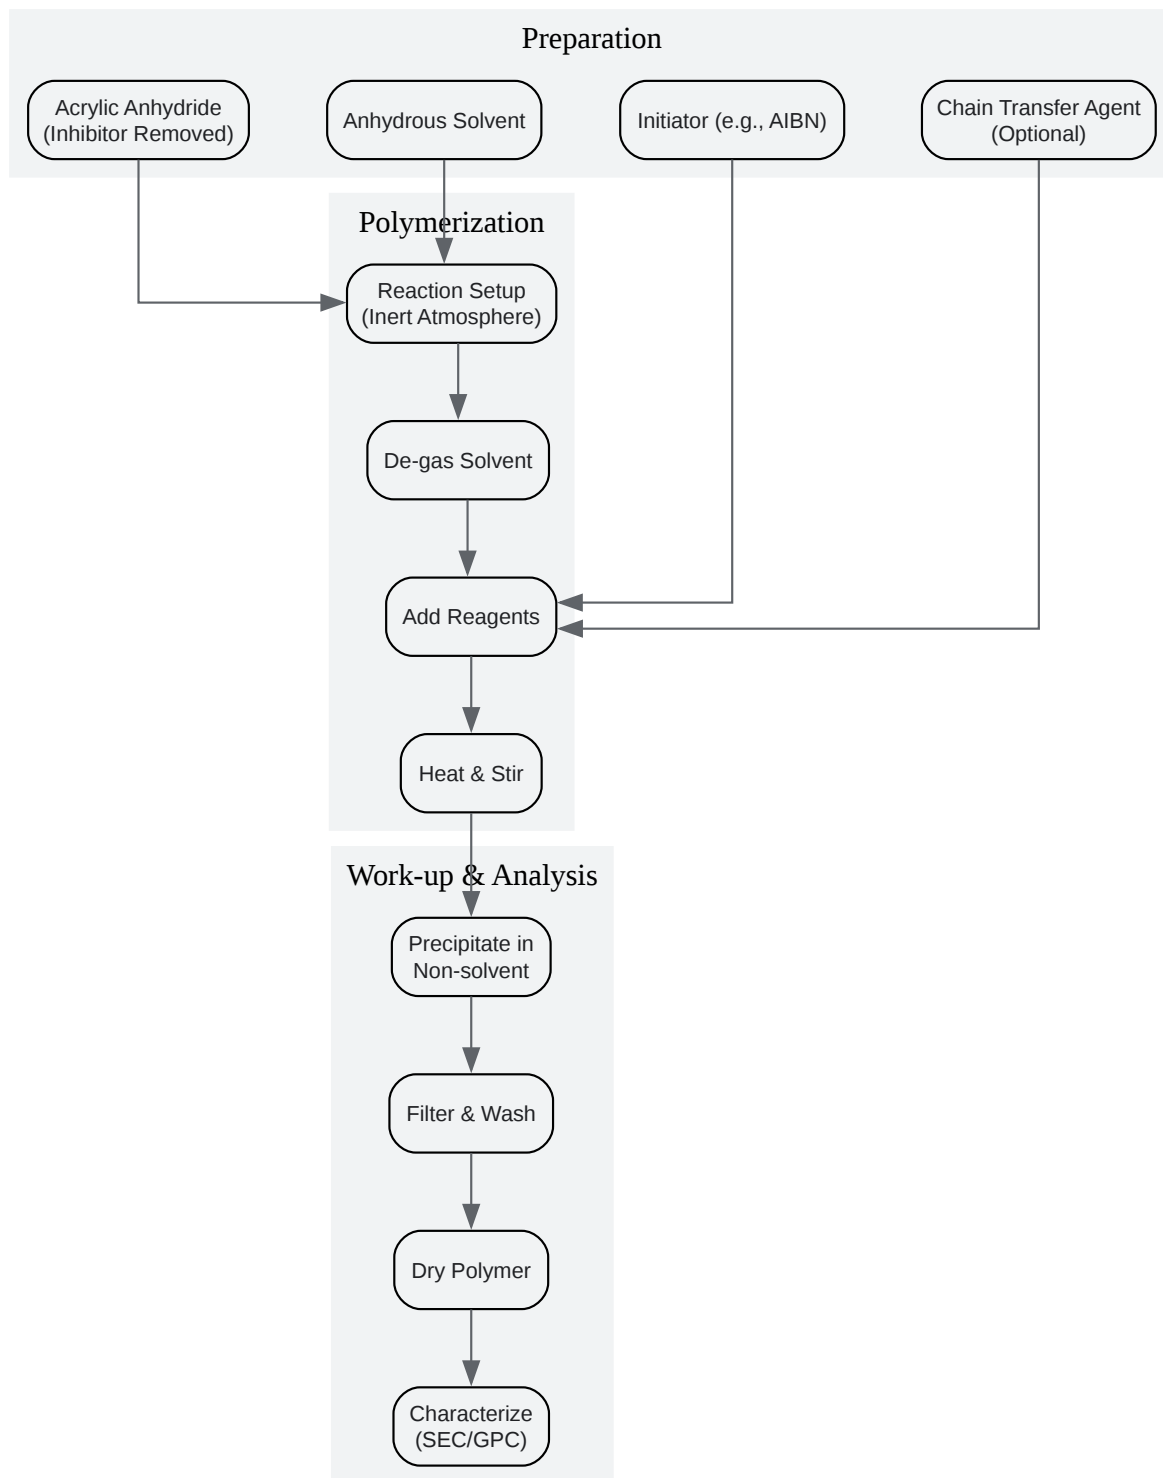 Preparation
Acrylic Anhydride
(Inhibitor Removed)
Anhydrous Solvent
Initiator (e.g., AIBN)
Chain Transfer Agent
(Optional)
Polymerization
Reaction Setup
(Inert Atmosphere)
De-gas Solvent
Add Reagents
Heat & Stir
Work-up & Analysis
Precipitate in
Non-solvent
Filter & Wash
Dry Polymer
Characterize
(SEC/GPC)